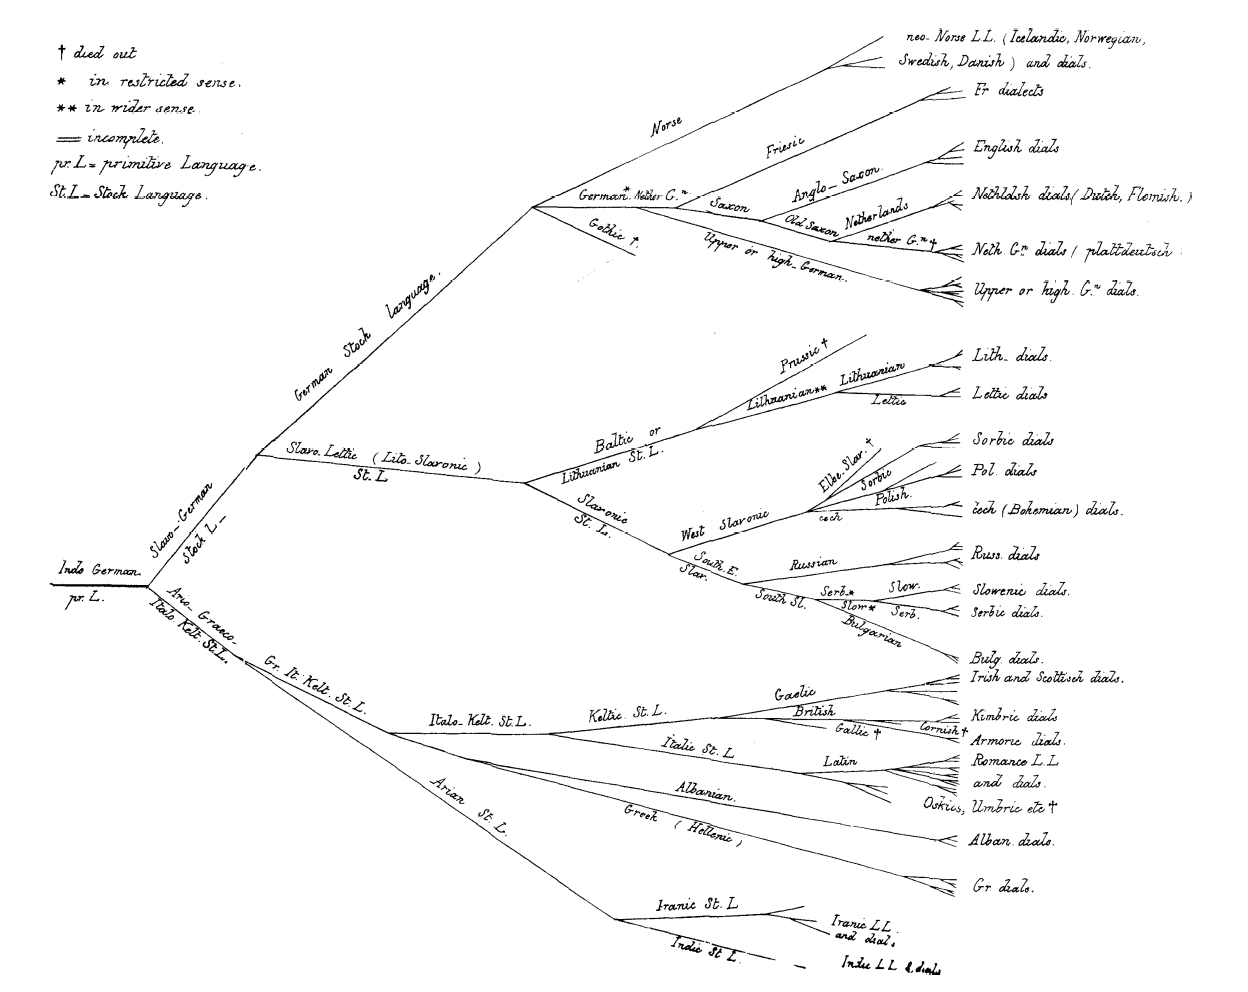 † died out
* in restricted sense.
** in wider sense
== incomplete.
pr. L = primitive Language.
St. L = Stock Language.
neo-Norse L.L. (Icelandic, Norwegian,
Swedish, Danish) and dials.
Norse
Fr dialects
Friesic
English dials
Anglo-Saxon.
German* Nether G.n
Saxon
Nethldsh dials (Dutch, Flemish.)
Netherlands
Old Saxon
Gothic †.
nether G.n †
Neth. G.n dials (plattdeutsch
Upper or high-German.
Upper or high. G.n dials.
German Stock language.
Prussic †
Lithuanian
Lith- dials.
Lithuanian**
Lettic
Lettic dials
Baltic or
Lithuanian St. L.
Slavo. Lettic (Lito-Slavonic)
St. L
Elbe-Slav. †
Sorbic dials
Sorbic
Pol. dials
Polish.
Slavonic
St. L.
West Slavonic
čech
čech (Bohemian) dials.
Slavo-German
Stock L-
South. E.
Slav.
Russian
Russ. dials
Serb-*
Slow.
Slowenic dials.
South Sl.
Slow*
Serb.
Serbic dials.
Indo German.
pr. L.
Bulgarian
Bulg. dials.
Ario-Graeco-
Italo. Kelt. St. L.
Irish and Scottisch dials.
Gr. It. Kelt. St. L.
Gaelic
Keltic. St. L.
British
Kimbric dials
Italo-Kelt. St. L.
Gallic †
Cornish †
Armoric dials.
Italic St. L
Latin
Romance L.L
and dials.
Albanian.
Oskics, Umbric etc †
Arian St. L.
Greek (Hellenic)
Alban. dials.
Gr dials.
Iranic St. L
Iranic LL
and dials
Indic St L.
Indic LL & dials